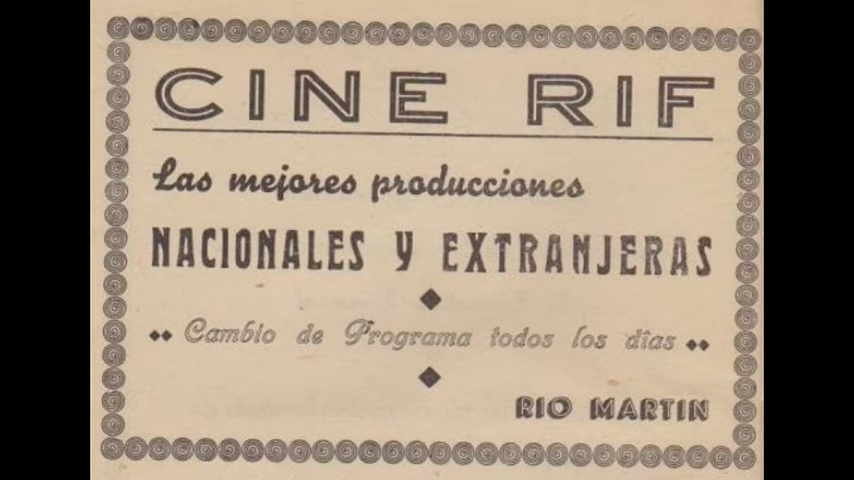 CINE RIF
Las mejores producciones
NACIONALES Y EXTRANJERAS
Cambio de Programa todos los días
RIO MARTIN